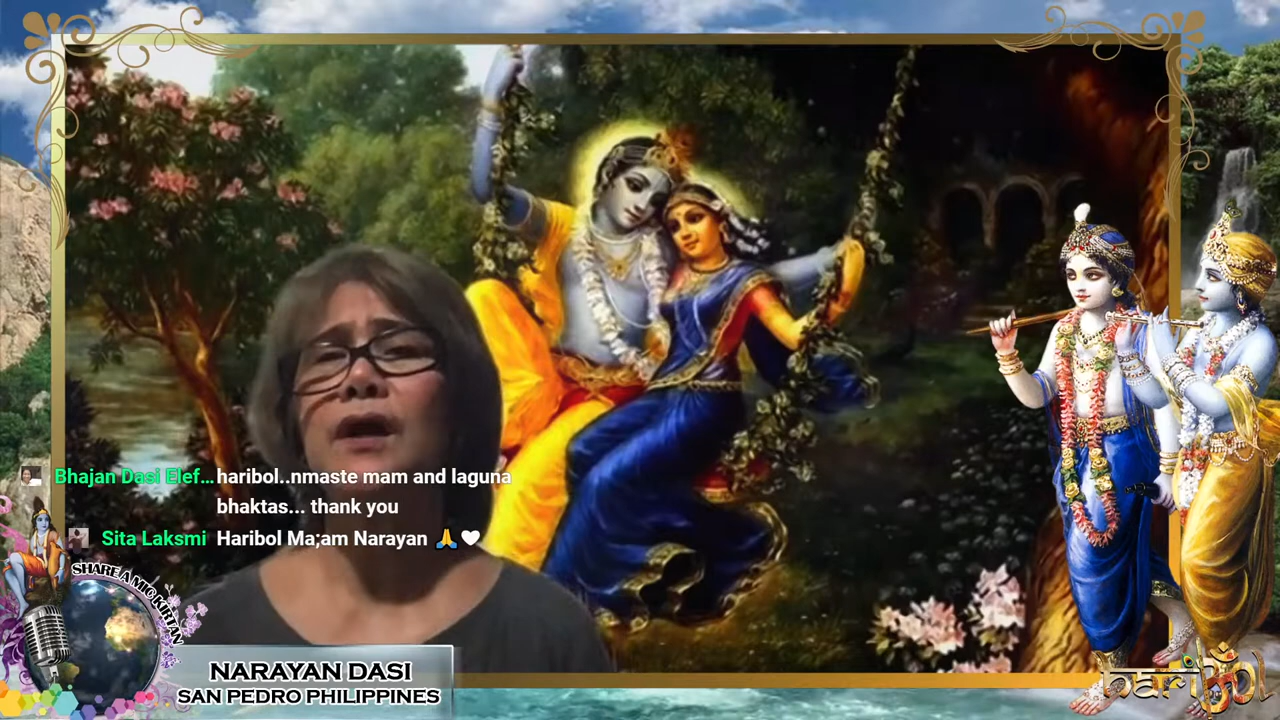 Bhajan Dasi Elef... haribol..nmaste mam and laguna
bhaktas... thank you
Sita Laksmi Haribol Ma;am Narayan 🙏🤍
SHARE A MIC KIRTAN
NARAYAN DASI
SAN PEDRO PHILIPPINES
haribol